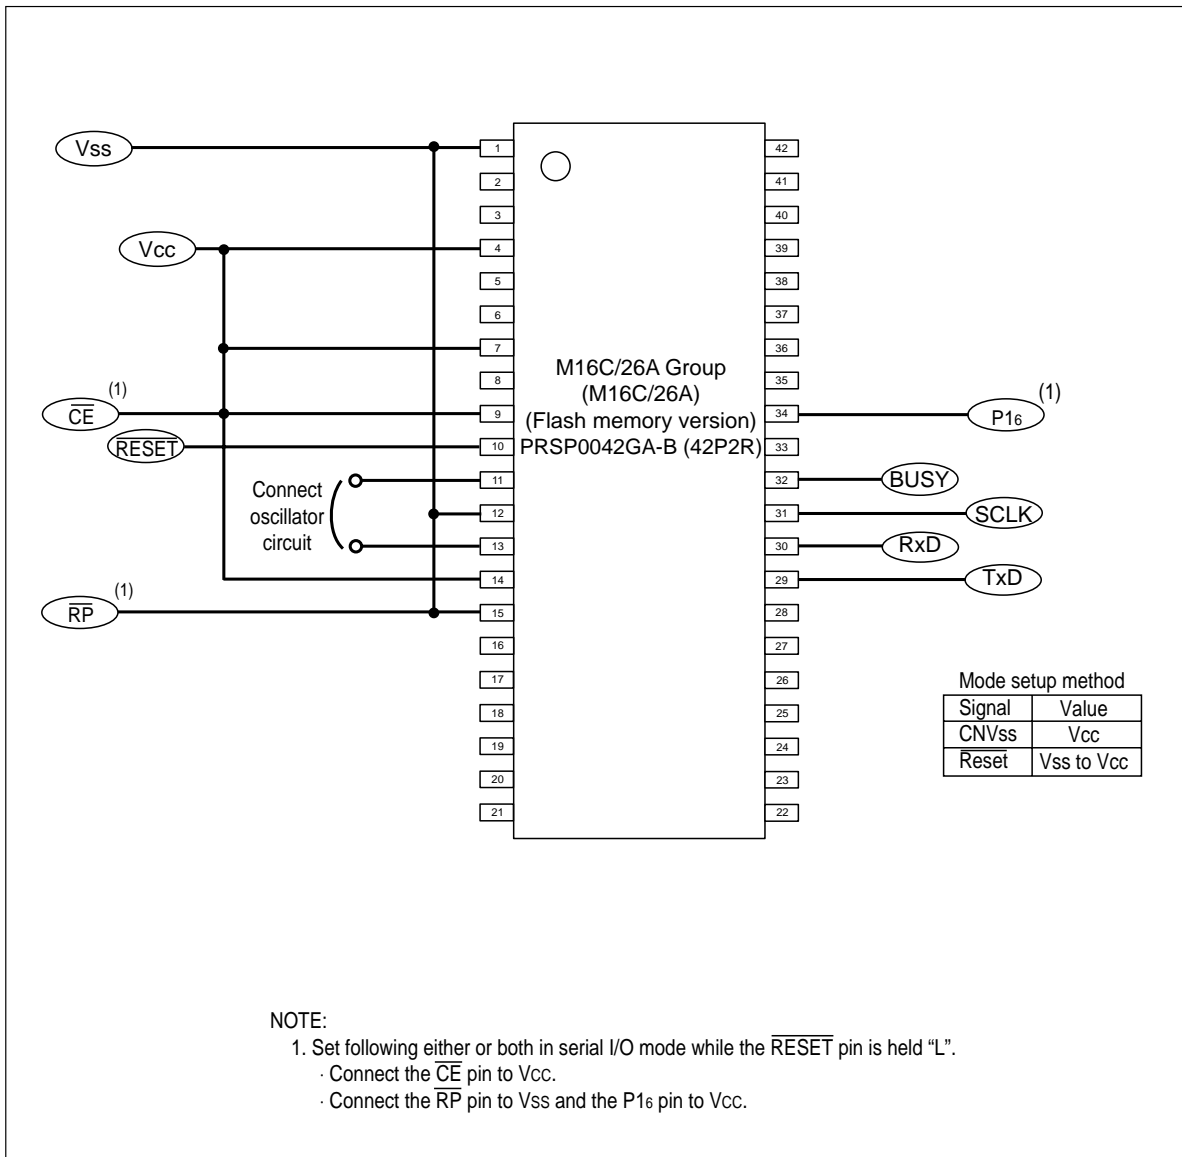 Vss
Vcc
CE
(1)
RESET
Connect
oscillator
circuit
RP
(1)
1
2
3
4
5
6
7
8
9
10
11
12
13
14
15
16
17
18
19
20
21
M16C/26A Group
(M16C/26A)
(Flash memory version)
PRSP0042GA-B (42P2R)
42
41
40
39
38
37
36
35
34
33
32
31
30
29
28
27
26
25
24
23
22
P16
(1)
BUSY
SCLK
RxD
TxD
Mode setup method
Signal Value
CNVss Vcc
Reset Vss to Vcc
NOTE:
1. Set following either or both in serial I/O mode while the RESET pin is held “L”.
· Connect the CE pin to VCC.
· Connect the RP pin to VSS and the P16 pin to VCC.